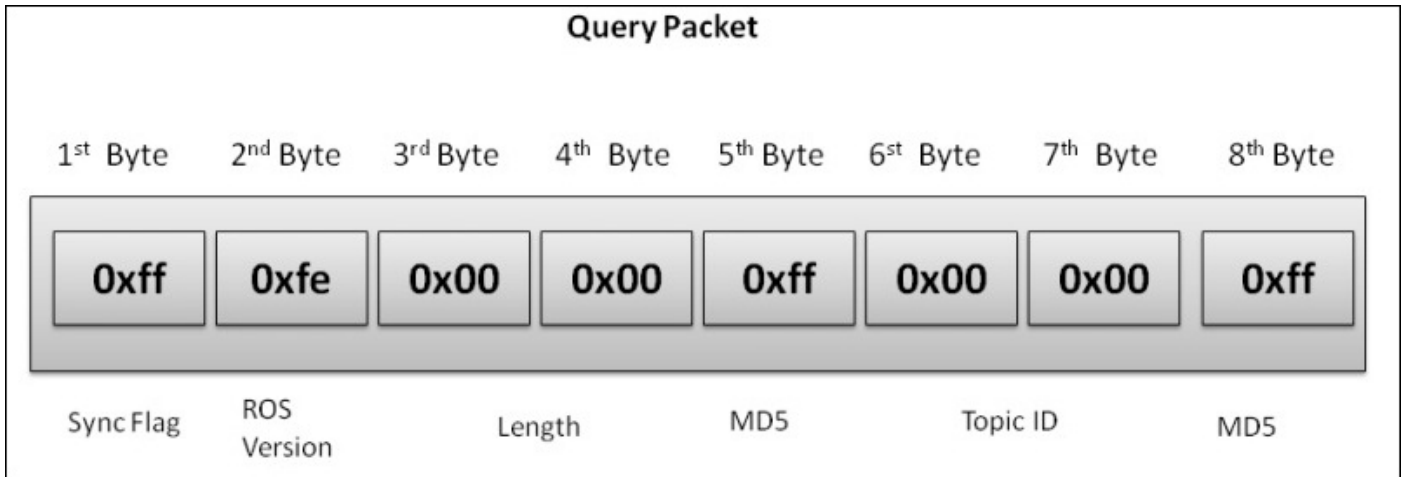 Query Packet
1st Byte 2nd Byte 3rd Byte 4th Byte 5th Byte 6st Byte 7th Byte 8th Byte
0xff 0xfe 0x00 0x00 0xff 0x00 0x00 0xff
Sync Flag ROS Version Length MD5 Topic ID MD5